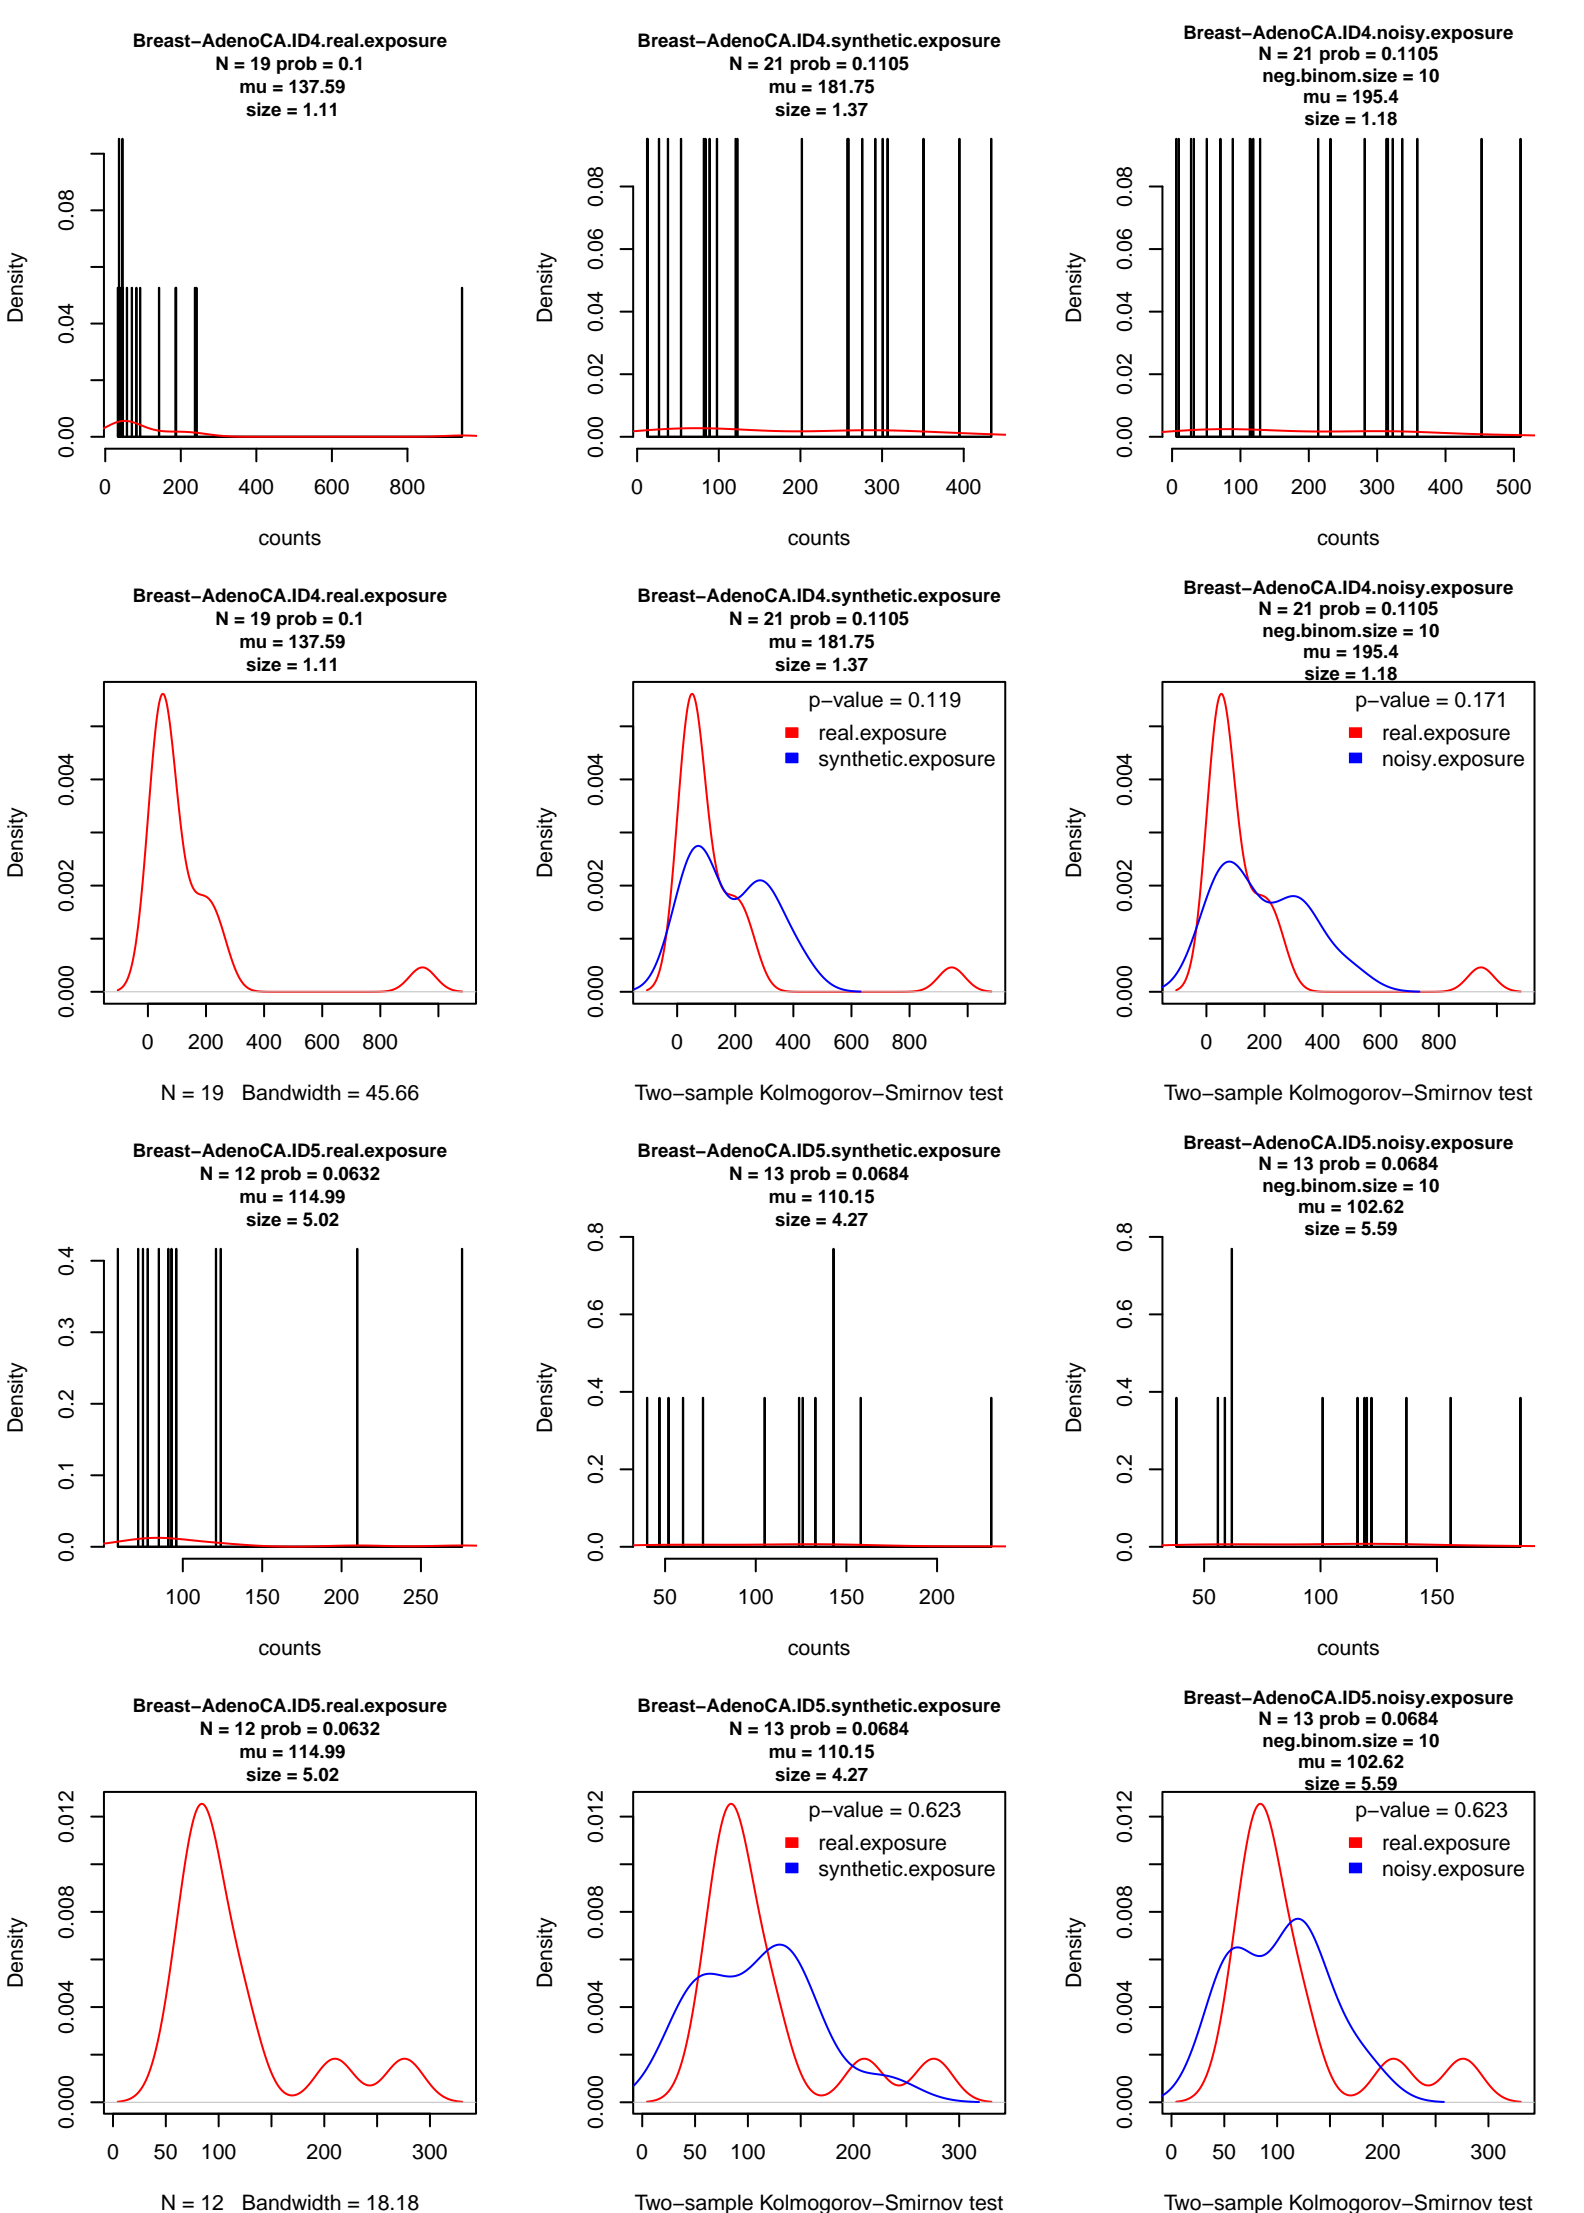 Breast−AdenoCA.ID4.real.exposure
N = 19 prob = 0.1
mu = 137.59
size = 1.11
Density
0.00 0.04 0.08
0 200 400 600 800
counts
Breast−AdenoCA.ID4.synthetic.exposure
N = 21 prob = 0.1105
mu = 181.75
size = 1.37
Density
0.00 0.02 0.04 0.06 0.08
0 100 200 300 400
counts
Breast−AdenoCA.ID4.noisy.exposure
N = 21 prob = 0.1105
neg.binom.size = 10
mu = 195.4
size = 1.18
Density
0.00 0.02 0.04 0.06 0.08
0 100 200 300 400 500
counts
Breast−AdenoCA.ID4.real.exposure
N = 19 prob = 0.1
mu = 137.59
size = 1.11
Density
0.000 0.002 0.004
0 200 400 600 800
N = 19 Bandwidth = 45.66
Breast−AdenoCA.ID4.synthetic.exposure
N = 21 prob = 0.1105
mu = 181.75
size = 1.37
p−value = 0.119
real.exposure
synthetic.exposure
Density
0.000 0.002 0.004
0 200 400 600 800
Two−sample Kolmogorov−Smirnov test
Breast−AdenoCA.ID4.noisy.exposure
N = 21 prob = 0.1105
neg.binom.size = 10
mu = 195.4
size = 1.18
p−value = 0.171
real.exposure
noisy.exposure
Density
0.000 0.002 0.004
0 200 400 600 800
Two−sample Kolmogorov−Smirnov test
Breast−AdenoCA.ID5.real.exposure
N = 12 prob = 0.0632
mu = 114.99
size = 5.02
Density
0.0 0.1 0.2 0.3 0.4
100 150 200 250
counts
Breast−AdenoCA.ID5.synthetic.exposure
N = 13 prob = 0.0684
mu = 110.15
size = 4.27
Density
0.0 0.2 0.4 0.6 0.8
50 100 150 200
counts
Breast−AdenoCA.ID5.noisy.exposure
N = 13 prob = 0.0684
neg.binom.size = 10
mu = 102.62
size = 5.59
Density
0.0 0.2 0.4 0.6 0.8
50 100 150
counts
Breast−AdenoCA.ID5.real.exposure
N = 12 prob = 0.0632
mu = 114.99
size = 5.02
Density
0.000 0.004 0.008 0.012
0 50 100 200 300
N = 12 Bandwidth = 18.18
Breast−AdenoCA.ID5.synthetic.exposure
N = 13 prob = 0.0684
mu = 110.15
size = 4.27
p−value = 0.623
real.exposure
synthetic.exposure
Density
0.000 0.004 0.008 0.012
0 50 100 200 300
Two−sample Kolmogorov−Smirnov test
Breast−AdenoCA.ID5.noisy.exposure
N = 13 prob = 0.0684
neg.binom.size = 10
mu = 102.62
size = 5.59
p−value = 0.623
real.exposure
noisy.exposure
Density
0.000 0.004 0.008 0.012
0 50 100 200 300
Two−sample Kolmogorov−Smirnov test